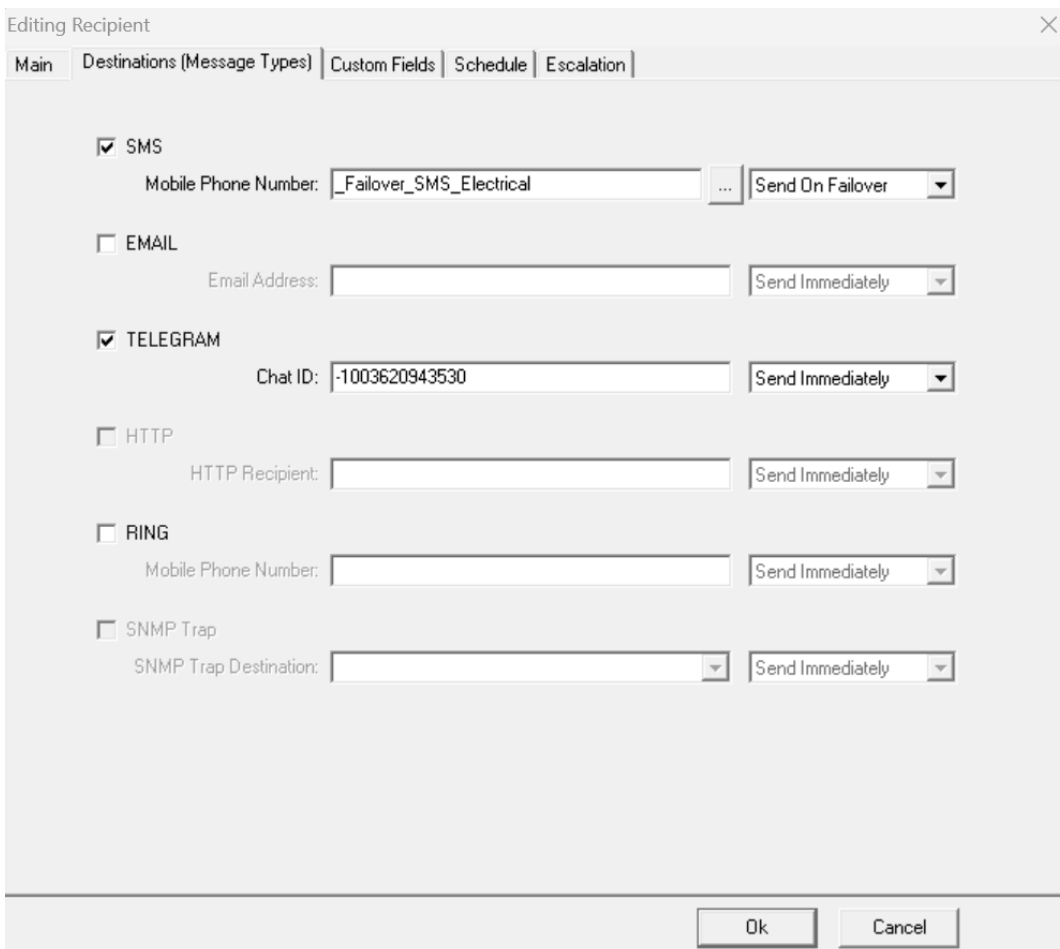 Editing Recipient
Main Destinations (Message Types) Custom Fields Schedule Escalation
SMS
Mobile Phone Number: _Failover_SMS_Electrical ... Send On Failover
EMAIL
Email Address: Send Immediately
TELEGRAM
Chat ID: -1003620943530 Send Immediately
HTTP
HTTP Recipient: Send Immediately
RING
Mobile Phone Number: Send Immediately
SNMP Trap
SNMP Trap Destination: Send Immediately
Ok Cancel